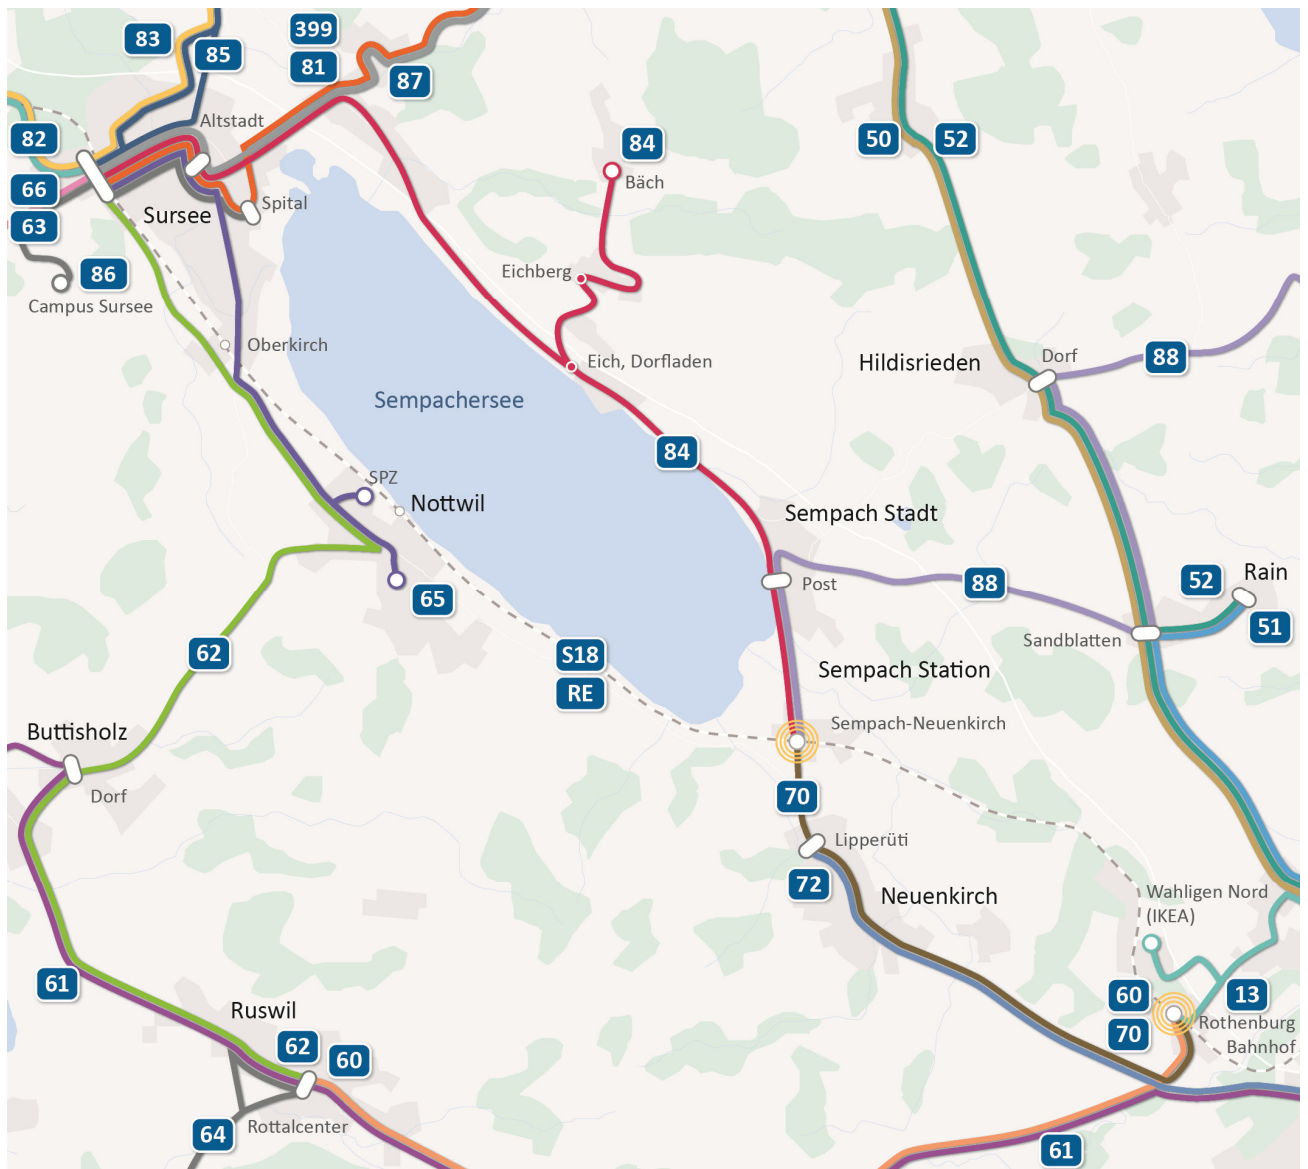 399
83
85
81
87
Altstadt
82
50
52
84
Bäch
66
Spital
Sursee
63
86
Eichberg
Campus Sursee
Oberkirch
Eich, Dorfladen
Hildisrieden
Dorf
88
Sempachersee
84
SPZ
Nottwil
Sempach Stadt
Post
88
52
Rain
65
51
Sandblatten
62
S18
RE
Sempach Station
Sempach-Neuenkirch
Buttisholz
Dorf
70
Lipperüti
72
Neuenkirch
Wahligen Nord
(IKEA)
61
60
13
Ruswil
Rothenburg
70
Bahnhof
62
60
Rottalcenter
64
61